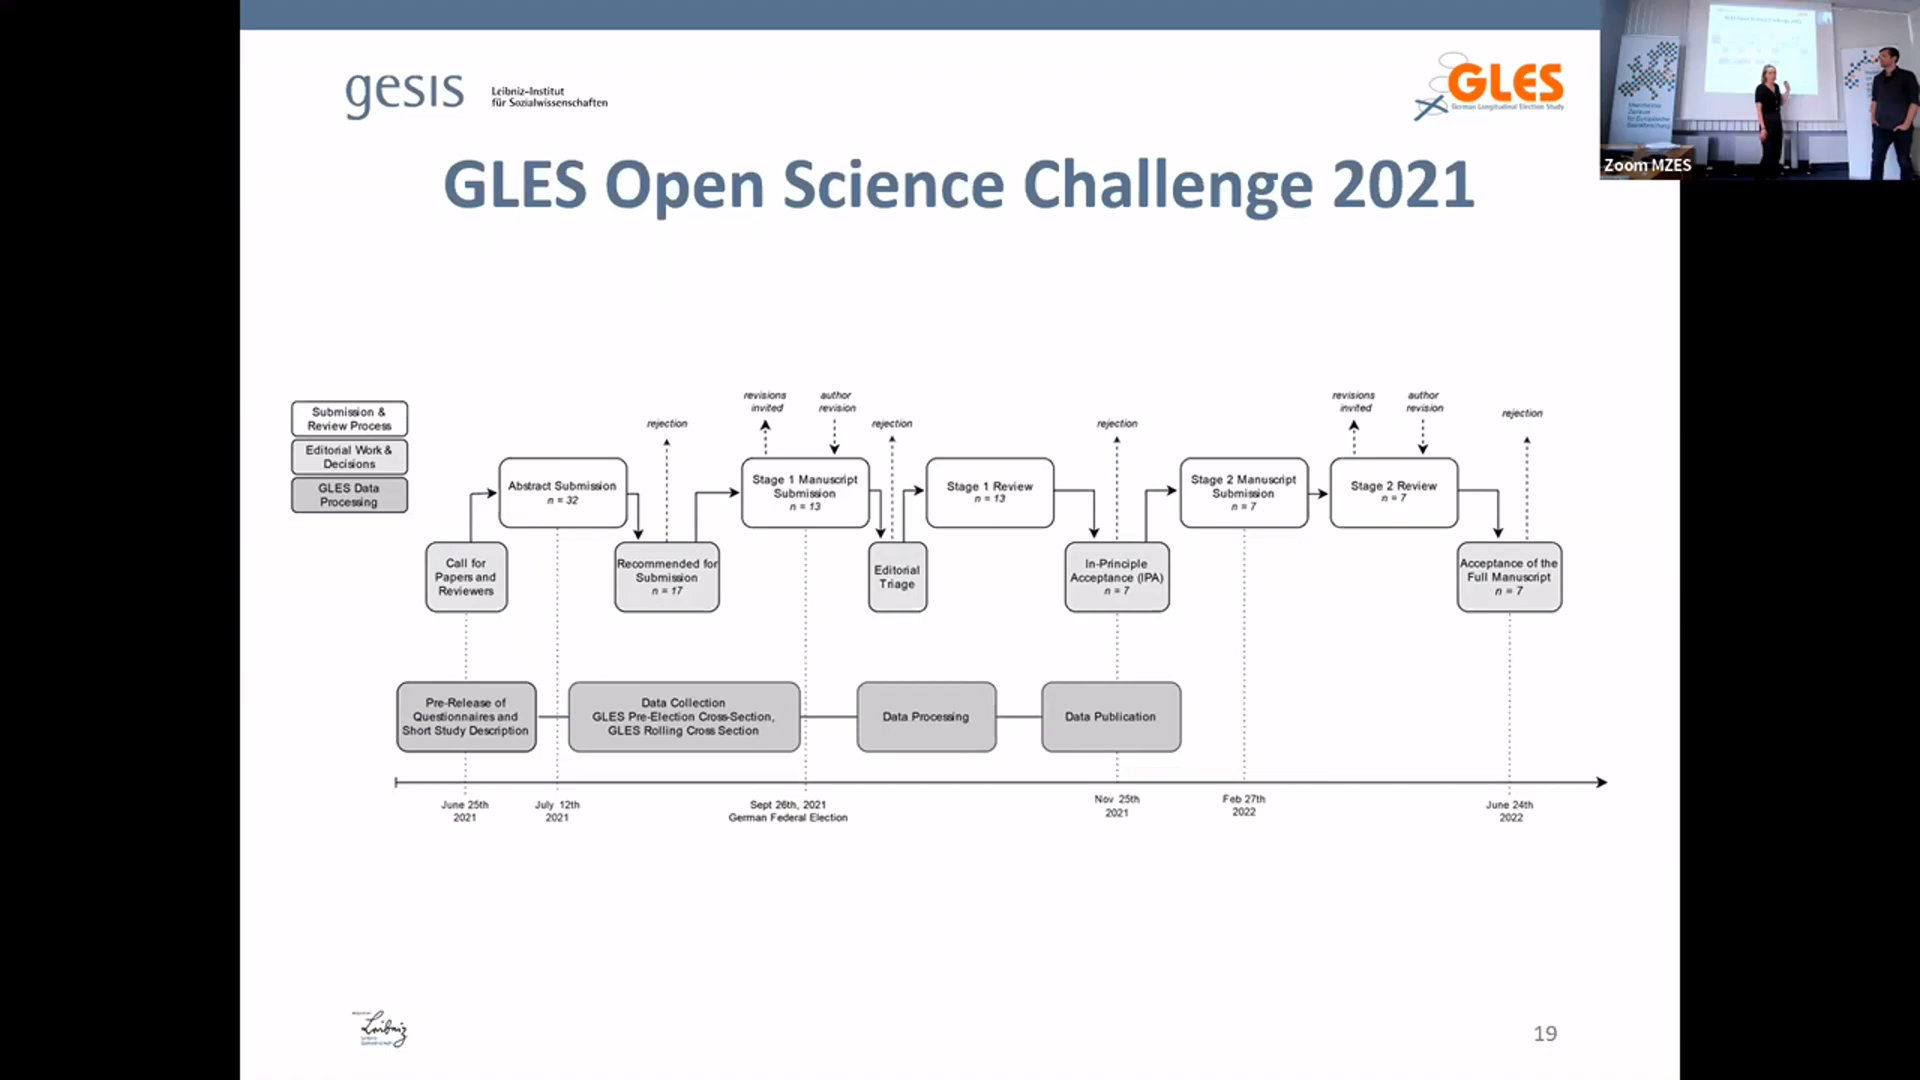 gesis
Leibniz-Institut
für Sozialwissenschaften
GLES
German Longitudinal Election Study
Zoom MZES
GLES Open Science Challenge 2021
Submission &
Review Process
Editorial Work &
Decisions
GLES Data
Processing
rejection
revisions
invited
author
revision
rejection
rejection
revisions
invited
author
revision
rejection
Abstract Submission
n = 32
Stage 1 Manuscript
Submission
n = 13
Stage 1 Review
n = 13
Stage 2 Manuscript
Submission
n = 7
Stage 2 Review
n = 7
Call for
Papers and
Reviewers
Recommended for
Submission
n = 17
Editorial
Triage
In-Principle
Acceptance (IPA)
n = 7
Acceptance of the
Full Manuscript
n = 7
Pre-Release of
Questionnaires and
Short Study Description
Data Collection
GLES Pre-Election Cross-Section,
GLES Rolling Cross Section
Data Processing
Data Publication
June 25th
2021
July 12th
2021
Sept 26th, 2021
German Federal Election
Nov 25th
2021
Feb 27th
2022
June 24th
2022
Leibniz
19